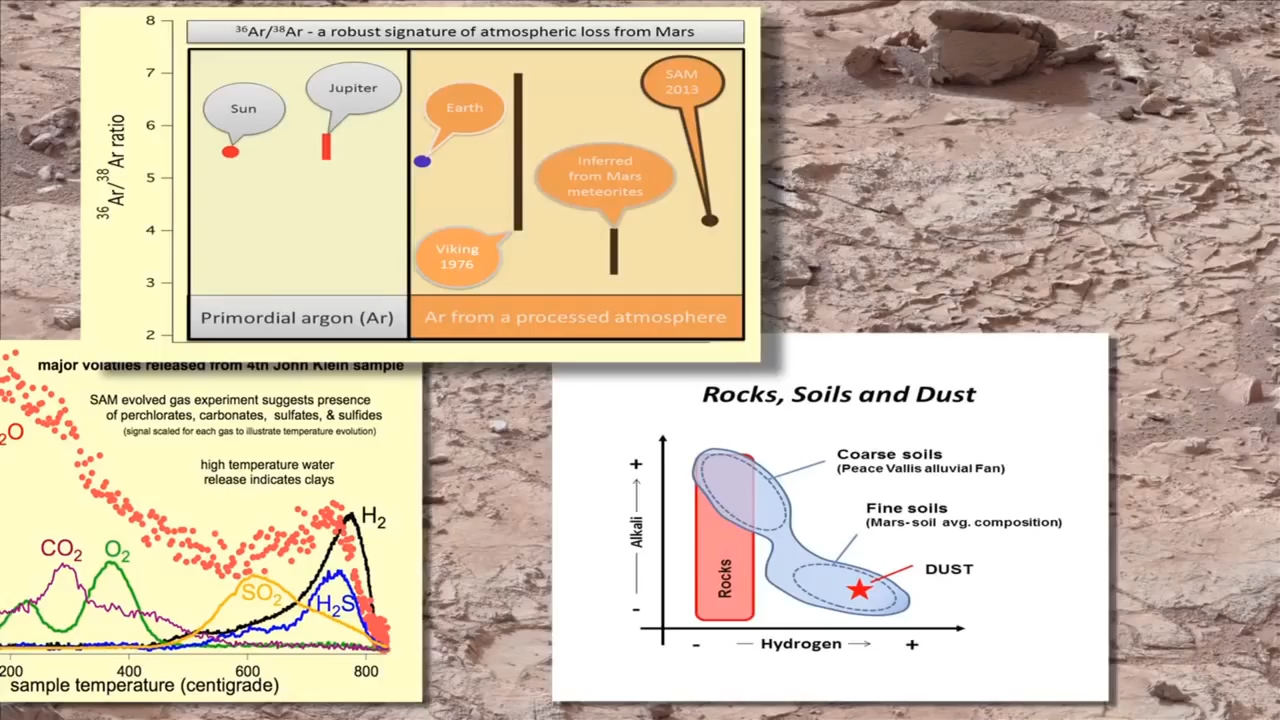 ³⁶Ar/³⁸Ar - a robust signature of atmospheric loss from Mars
8
7
6
5
4
3
2
³⁶Ar/³⁸Ar ratio
Sun
Jupiter
Earth
SAM
2013
Inferred
from Mars
meteorites
Viking
1976
Primordial argon (Ar)
Ar from a processed atmosphere
major volatiles released from 4th John Klein sample
SAM evolved gas experiment suggests presence
of perchlorates, carbonates, sulfates, & sulfides
(signal scaled for each gas to illustrate temperature evolution)
₂O
high temperature water
release indicates clays
H₂
CO₂
O₂
SO₂
H₂S
200
400
600
800
sample temperature (centigrade)
Rocks, Soils and Dust
+
Alkali
-
Rocks
Coarse soils
(Peace Vallis alluvial Fan)
Fine soils
(Mars-soil avg. composition)
DUST
- Hydrogen +